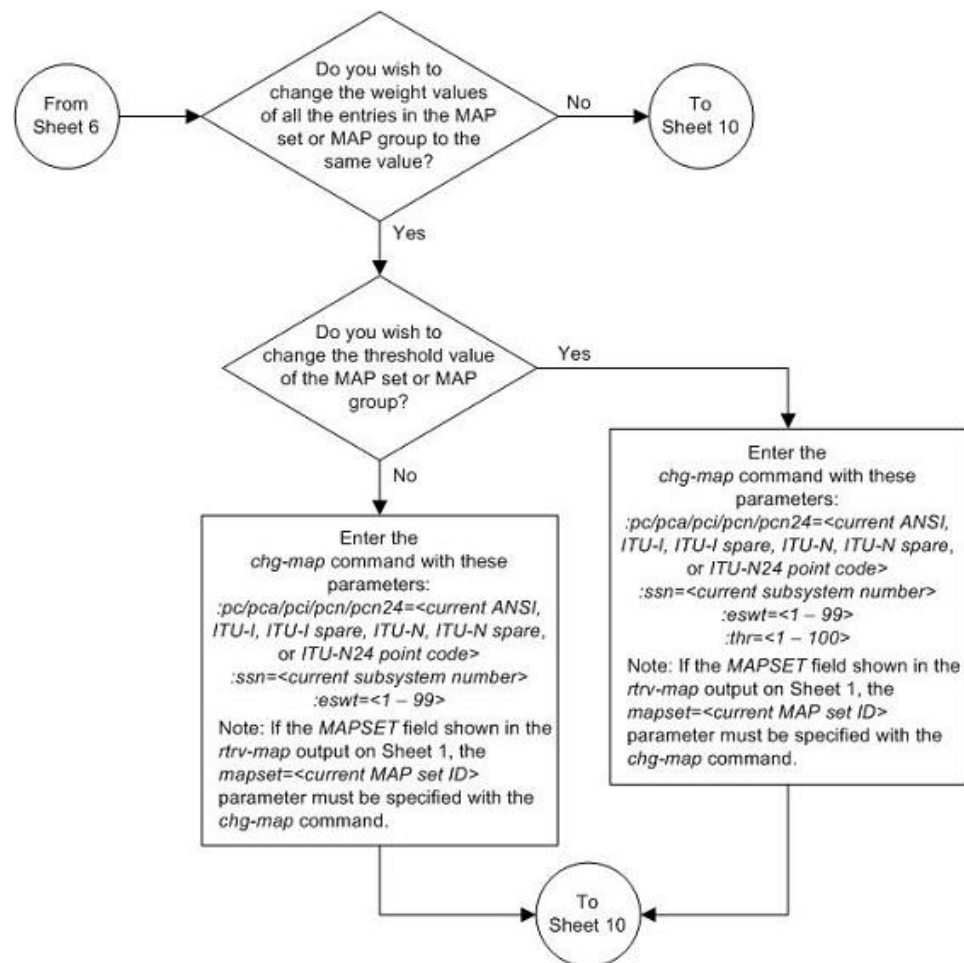 From
Sheet 6
Do you wish to
change the weight values
of all the entries in the MAP
set or MAP group to the
same value?
No
To
Sheet 10
Yes
Do you wish to
change the threshold value
of the MAP set or MAP
group?
Yes
No
Enter the
chg-map command with these
parameters:
:pc/pca/pci/pcn/pcn24=<current ANSI,
ITU-I, ITU-I spare, ITU-N, ITU-N spare,
or ITU-N24 point code>
:ssn=<current subsystem number>
:eswt=<1 – 99>
:thr=<1 – 100>
Note: If the MAPSET field shown in the
rtrv-map output on Sheet 1, the
mapset=<current MAP set ID>
parameter must be specified with the
chg-map command.
Enter the
chg-map command with these
parameters:
:pc/pca/pci/pcn/pcn24=<current ANSI,
ITU-I, ITU-I spare, ITU-N, ITU-N spare,
or ITU-N24 point code>
:ssn=<current subsystem number>
:eswt=<1 – 99>
Note: If the MAPSET field shown in the
rtrv-map output on Sheet 1, the
mapset=<current MAP set ID>
parameter must be specified with the
chg-map command.
To
Sheet 10